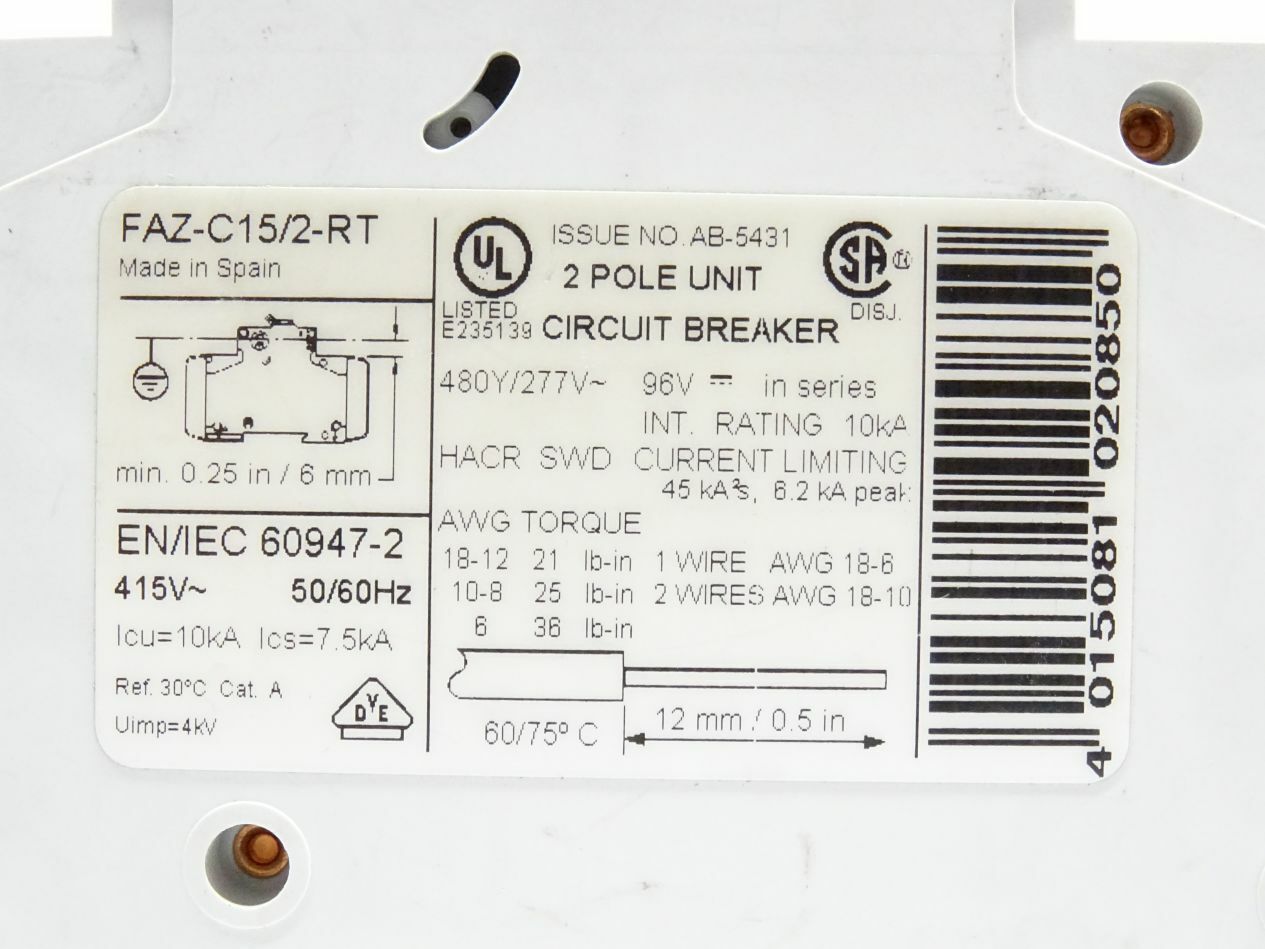 FAZ-C15/2-RT
Made in Spain
min. 0.25 in / 6 mm
EN/IEC 60947-2
415V~ 50/60Hz
Icu=10kA Ics=7.5kA
Ref. 30°C Cat. A
Uimp=4kV
DVE
UL
LISTED
E235139
ISSUE NO. AB-5431
2 POLE UNIT
CIRCUIT BREAKER
SA
DISJ.
480Y/277V~ 96V ⎓ in series
INT. RATING 10kA
HACR SWD CURRENT LIMITING
45 kA²s, 6.2 kA peak
AWG TORQUE
18-12 21 lb-in 1 WIRE AWG 18-6
10-8 25 lb-in 2 WIRES AWG 18-10
6 36 lb-in
60/75º C
12 mm / 0.5 in
4 015081 020850